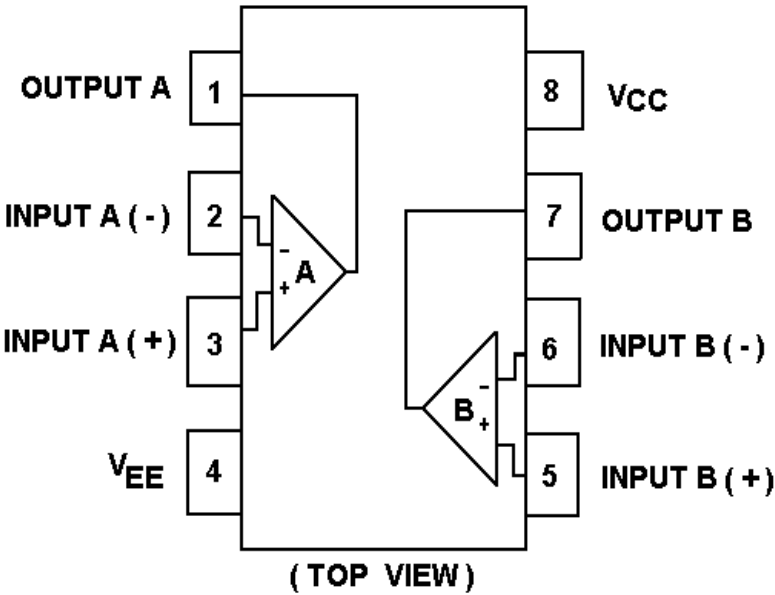 OUTPUT A 1
8 VCC
INPUT A ( - ) 2
7 OUTPUT B
- + A
INPUT A ( + ) 3
6 INPUT B ( - )
- + B
VEE 4
5 INPUT B ( + )
( TOP VIEW )